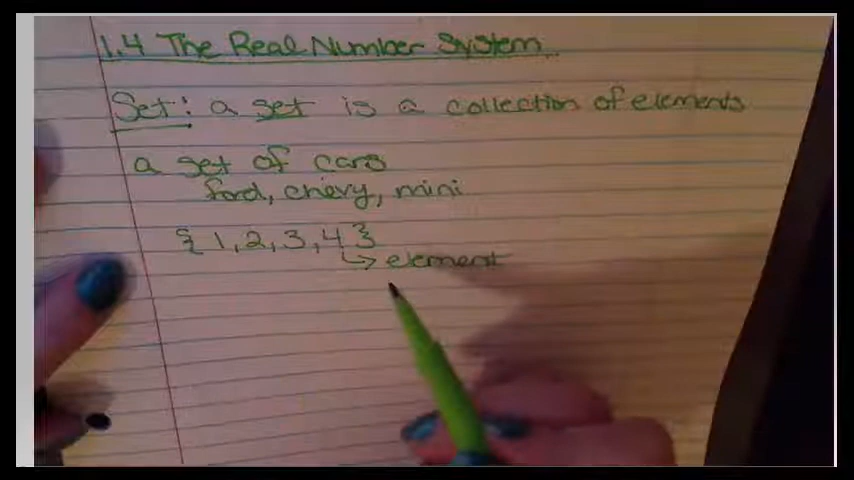 1.4 The Real Number System
Set: a set is a collection of elements
a set of cars
ford, chevy, mini
{1, 2, 3, 4}
↳ element